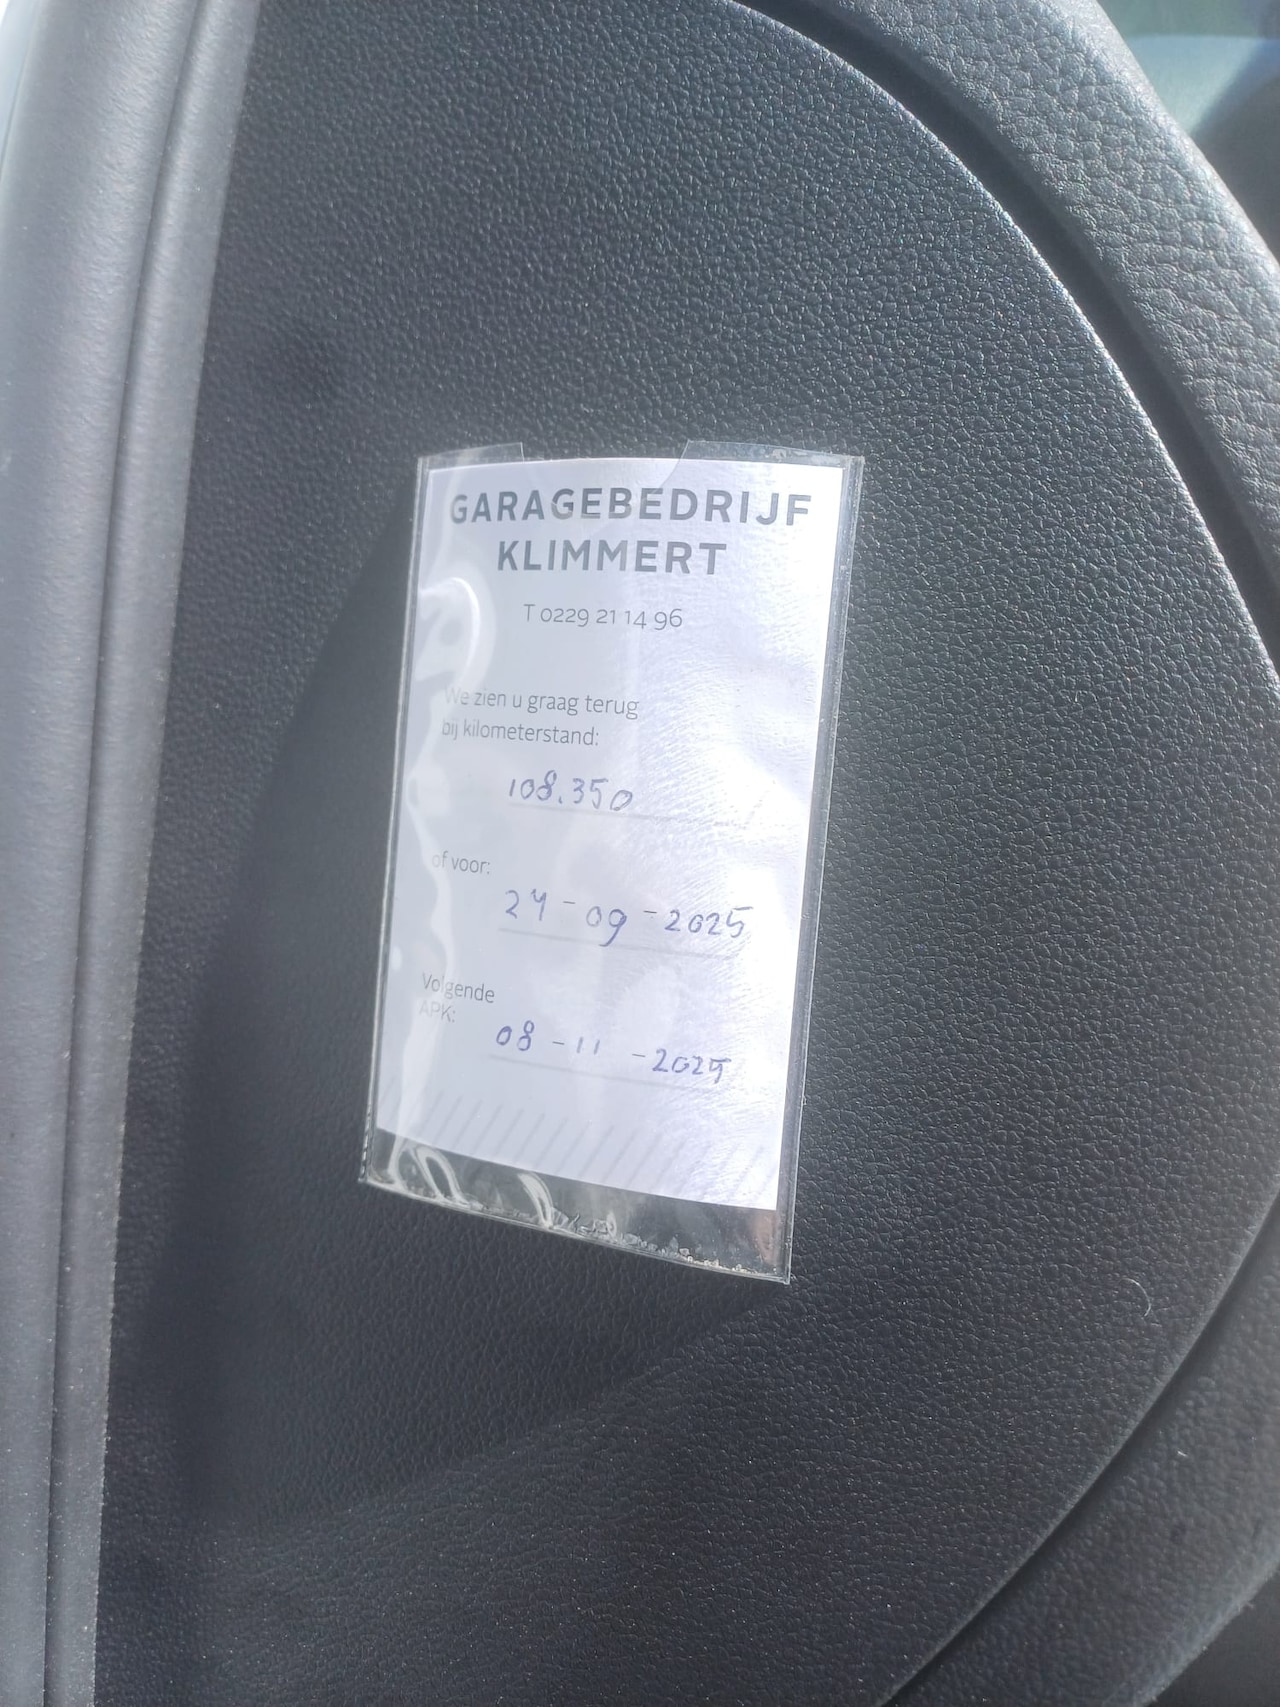 GARAGEBEDRIJF
KLIMMERT
T 0229 21 14 96
We zien u graag terug
bij kilometerstand:
108.350
of voor:
24-09-2025
Volgende
APK:
08-11-2025